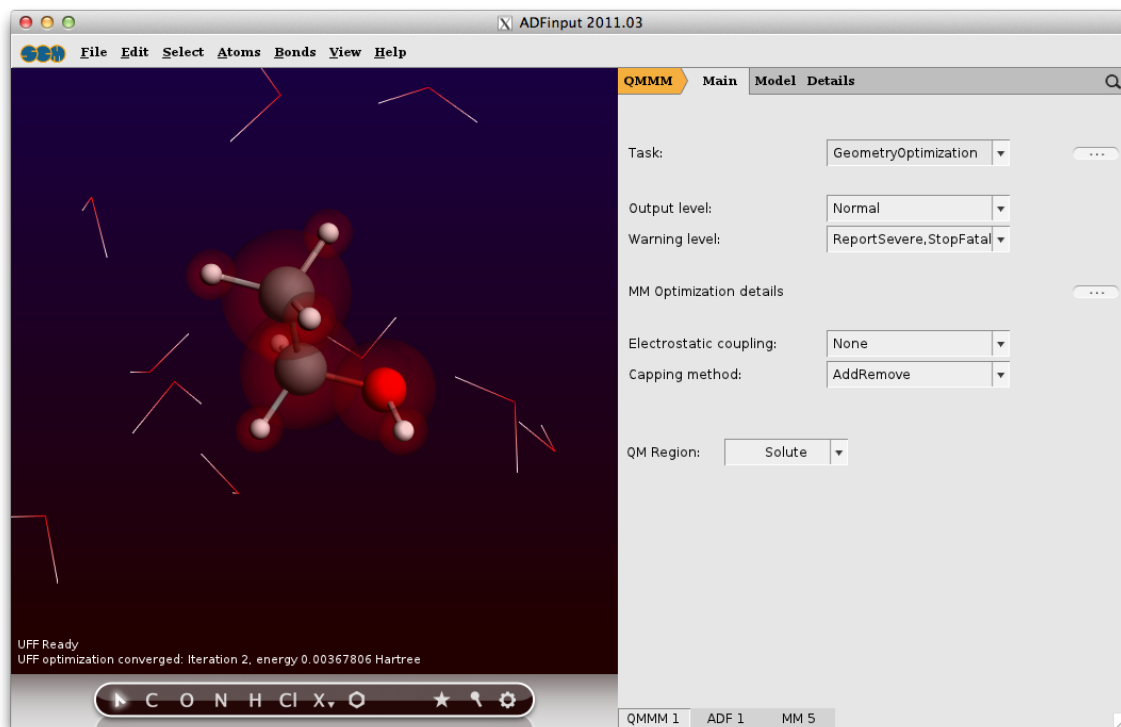 X ADFinput 2011.03
SCM File Edit Select Atoms Bonds View Help
QMMM Main Model Details
Task: GeometryOptimization ...
Output level: Normal
Warning level: ReportSevere,StopFatal
MM Optimization details ...
Electrostatic coupling: None
Capping method: AddRemove
QM Region: Solute
UFF Ready
UFF optimization converged: Iteration 2, energy 0.00367806 Hartree
C O N H Cl X
QMMM 1 ADF 1 MM 5